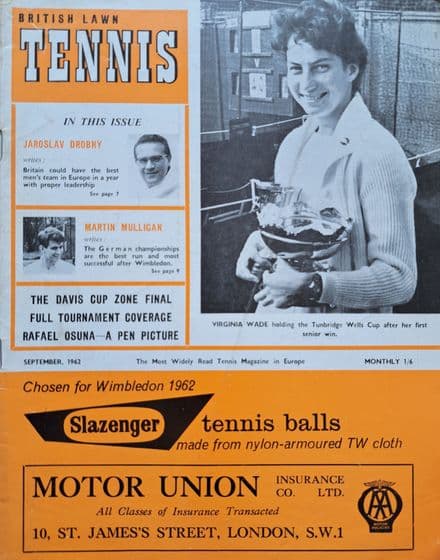 BRITISH LAWN
TENNIS
IN THIS ISSUE
JAROSLAV DROBNY
writes:
Britain could have the best
men's team in Europe in a year
with proper leadership
See page 7
MARTIN MULLIGAN
writes:
The German championships
are the best run and most
successful after Wimbledon.
See page 9
THE DAVIS CUP ZONE FINAL
FULL TOURNAMENT COVERAGE
RAFAEL OSUNA—A PEN PICTURE
VIRGINIA WADE holding the Tunbridge Wells Cup after her first
senior win.
SEPTEMBER, 1962 The Most Widely Read Tennis Magazine in Europe MONTHLY 1/6
Chosen for Wimbledon 1962
Slazenger tennis balls
made from nylon-armoured TW cloth
MOTOR UNION INSURANCE
CO. LTD.
All Classes of Insurance Transacted
10, ST. JAMES'S STREET, LONDON, S.W.1
AA
MOTOR POLICIES